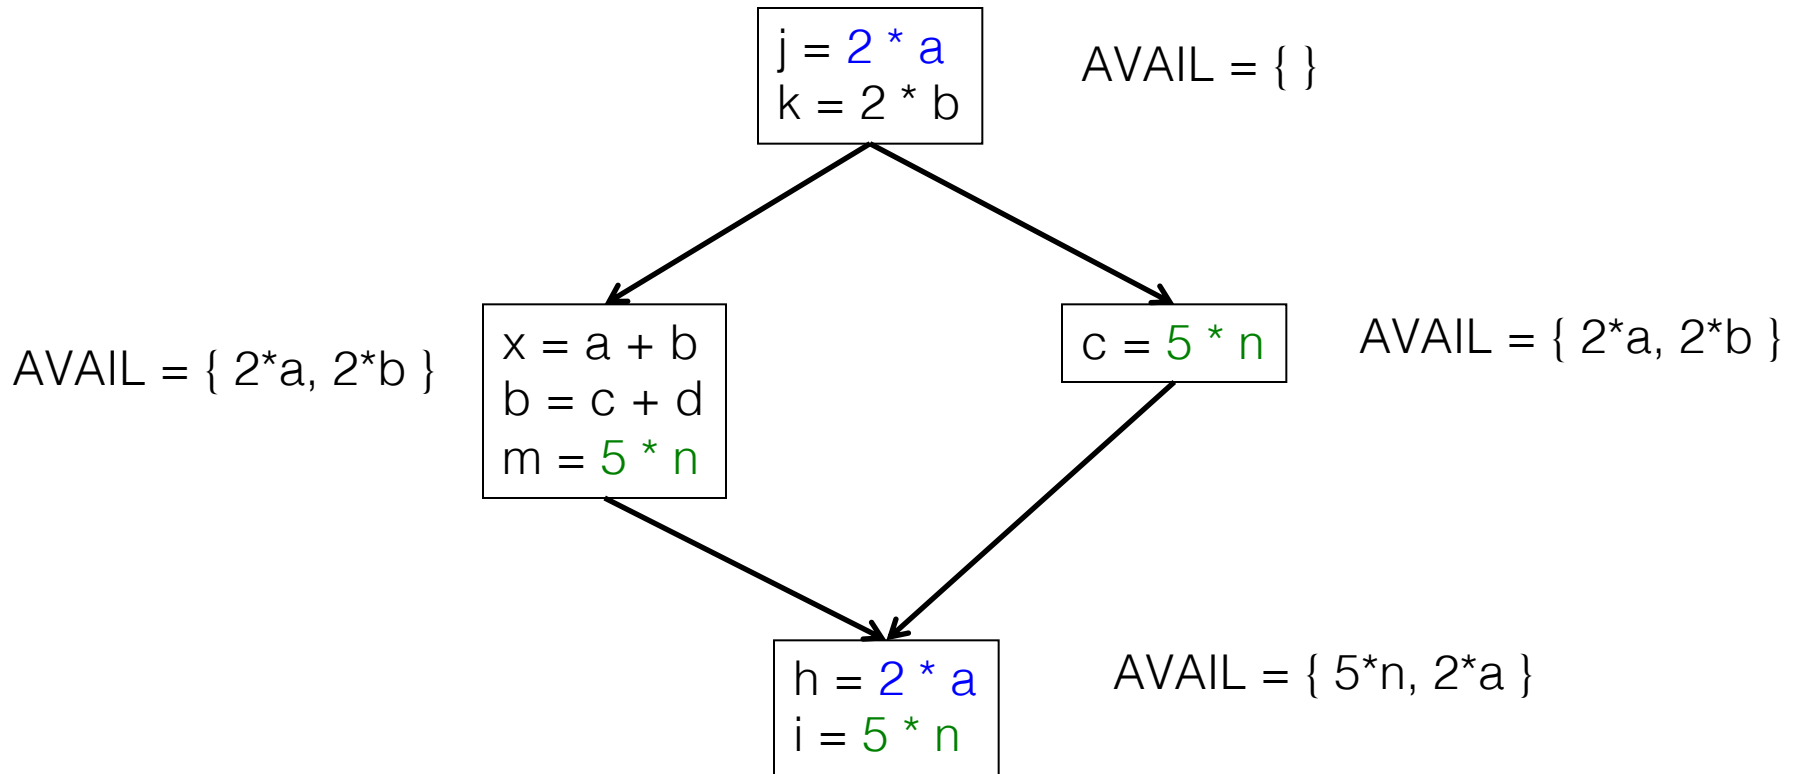 j = 2 * a
k = 2 * b
AVAIL = { }
AVAIL = { 2*a, 2*b }
x = a + b
b = c + d
m = 5 * n
c = 5 * n
AVAIL = { 2*a, 2*b }
h = 2 * a
i = 5 * n
AVAIL = { 5*n, 2*a }